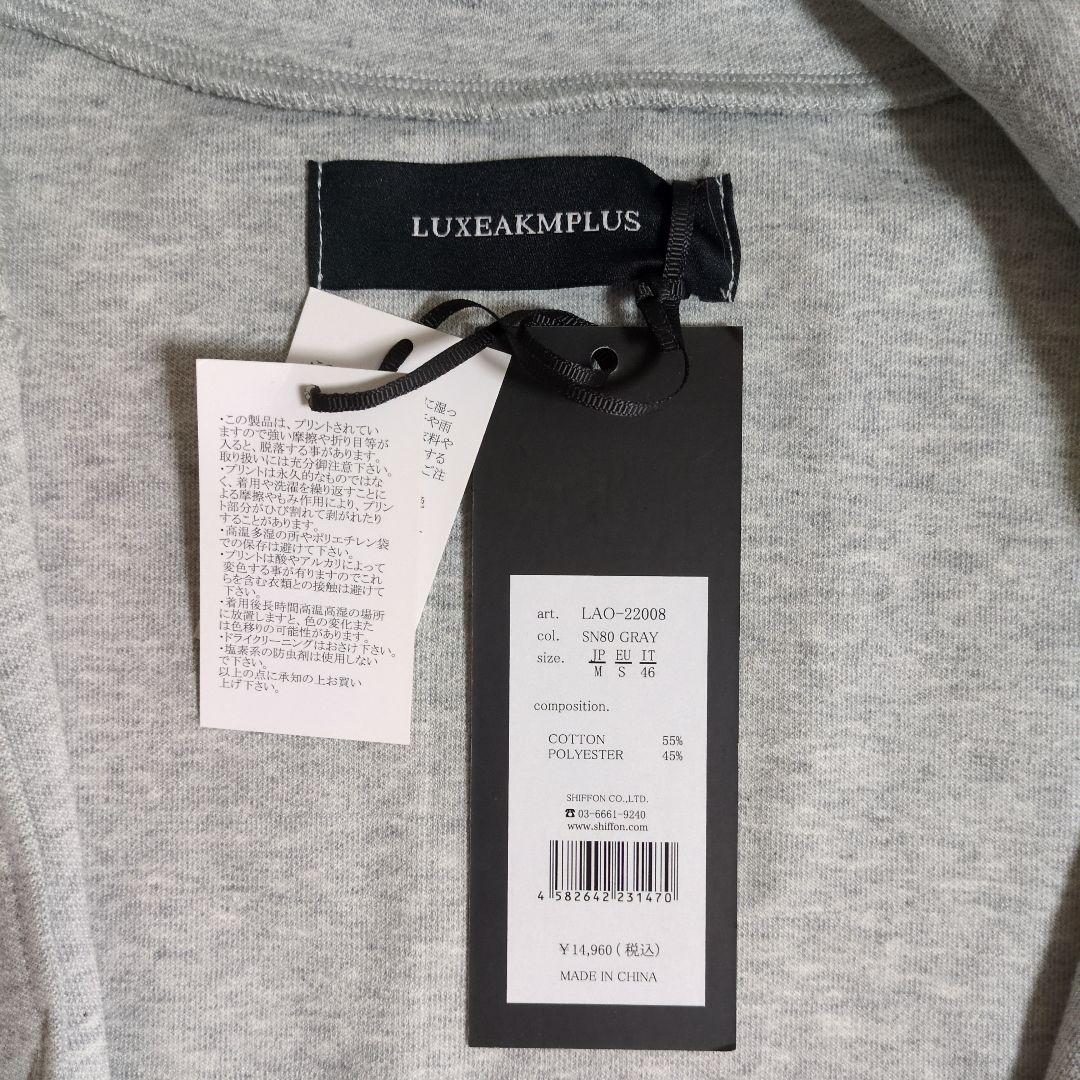 LUXEAKMPLUS
・この製品は、プリントされてい
ますので強い摩擦や折り目等が
入ると、脱落する事があります。
取り扱いには充分御注意下さい。
・プリントは永久的なものではな
く、着用や洗濯を繰り返すことに
よる摩擦やもみ作用により、プリン
ト部分がひび割れて剥がれたり
することがあります。
・高温多湿の所やポリエチレン袋
での保存は避けて下さい。
・プリントは酸やアルカリによって
変色する事が有りますのでこれ
らを含む衣類との接触は避けて
下さい。
・着用後長時間高温高湿の場所
に放置しますと、色の変化また
は色移りの可能性があります。
・ドライクリーニングはおさけ下さい。
・塩素系の防虫剤は使用しない
で下さい。
以上の点に承知の上お買い
上げ下さい。
に湿っ
や雨
料や
する
ご注
art. LAO-22008
col. SN80 GRAY
size. JP EU IT
M S 46
composition.
COTTON 55%
POLYESTER 45%
SHIFFON CO.,LTD.
☎03-6661-9240
www.shiffon.com
4 582642 231470
¥14,960(税込)
MADE IN CHINA